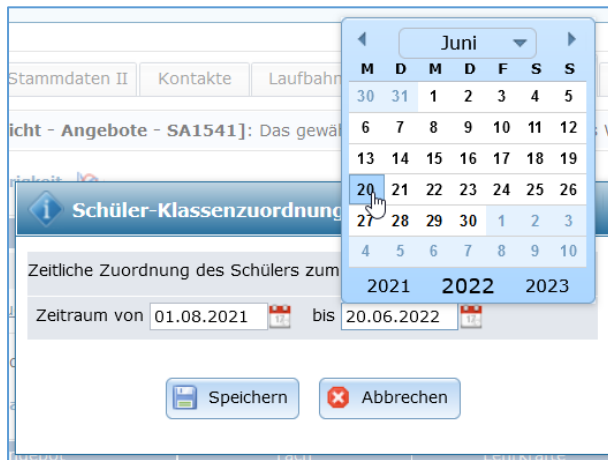 Juni
M D M D F S S
30 31 1 2 3 4 5
6 7 8 9 10 11 12
13 14 15 16 17 18 19
20 21 22 23 24 25 26
27 28 29 30 1 2 3
4 5 6 7 8 9 10
2021 2022 2023
Stammdaten II Kontakte Laufbahn
icht - Angebote - SA1541]: Das gewäh
Schüler-Klassenzuordnung
Zeitliche Zuordnung des Schülers zum
Zeitraum von 01.08.2021 bis 20.06.2022
Speichern Abbrechen